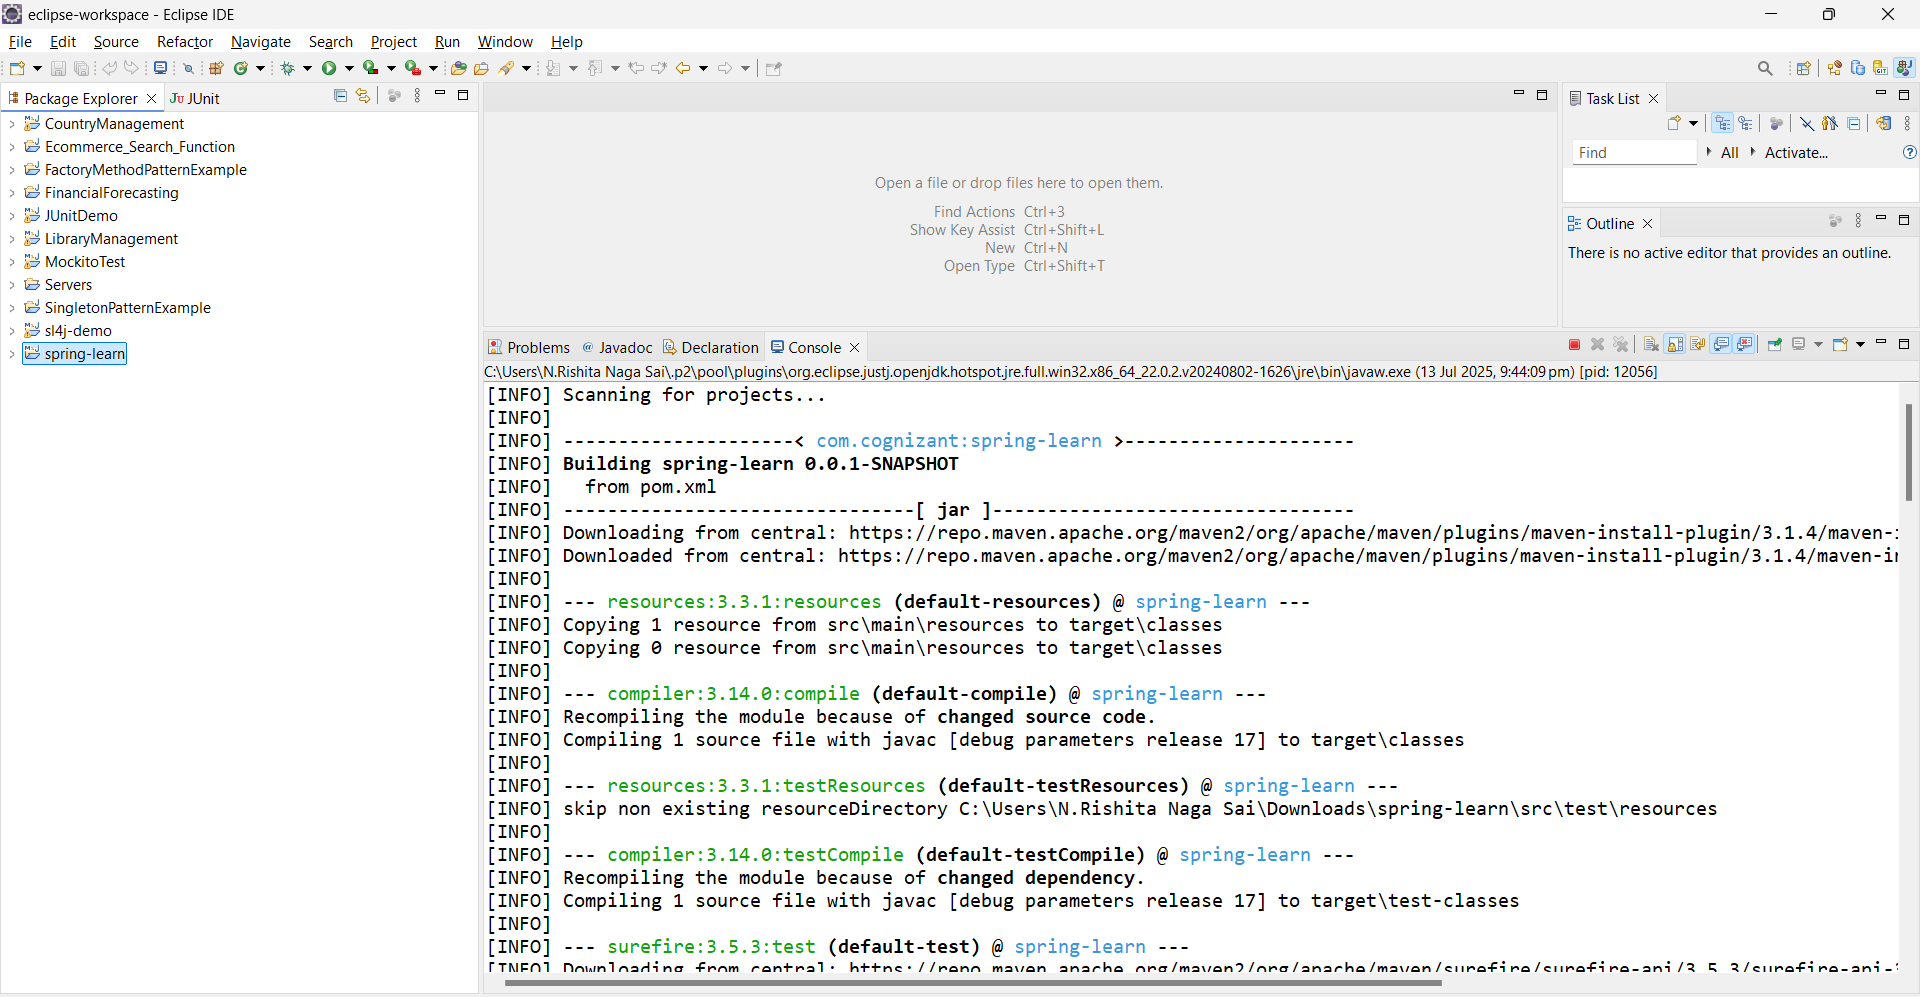 eclipse-workspace - Eclipse IDE
File Edit Source Refactor Navigate Search Project Run Window Help
Package Explorer JUnit
CountryManagement
Ecommerce_Search_Function
FactoryMethodPatternExample
FinancialForecasting
JUnitDemo
LibraryManagement
MockitoTest
Servers
SingletonPatternExample
sl4j-demo
spring-learn
Open a file or drop files here to open them.
Find Actions Ctrl+3
Show Key Assist Ctrl+Shift+L
New Ctrl+N
Open Type Ctrl+Shift+T
Task List
Find All Activate...
Outline
There is no active editor that provides an outline.
Problems Javadoc Declaration Console
C:\Users\N.Rishita Naga Sai\.p2\pool\plugins\org.eclipse.justj.openjdk.hotspot.jre.full.win32.x86_64_22.0.2.v20240802-1626\jre\bin\javaw.exe (13 Jul 2025, 9:44:09 pm) [pid: 12056]
[INFO] Scanning for projects...
[INFO]
[INFO] ---------------------< com.cognizant:spring-learn >---------------------
[INFO] Building spring-learn 0.0.1-SNAPSHOT
[INFO]   from pom.xml
[INFO] --------------------------------[ jar ]---------------------------------
[INFO] Downloading from central: https://repo.maven.apache.org/maven2/org/apache/maven/plugins/maven-install-plugin/3.1.4/maven-
[INFO] Downloaded from central: https://repo.maven.apache.org/maven2/org/apache/maven/plugins/maven-install-plugin/3.1.4/maven-in
[INFO]
[INFO] --- resources:3.3.1:resources (default-resources) @ spring-learn ---
[INFO] Copying 1 resource from src\main\resources to target\classes
[INFO] Copying 0 resource from src\main\resources to target\classes
[INFO]
[INFO] --- compiler:3.14.0:compile (default-compile) @ spring-learn ---
[INFO] Recompiling the module because of changed source code.
[INFO] Compiling 1 source file with javac [debug parameters release 17] to target\classes
[INFO]
[INFO] --- resources:3.3.1:testResources (default-testResources) @ spring-learn ---
[INFO] skip non existing resourceDirectory C:\Users\N.Rishita Naga Sai\Downloads\spring-learn\src\test\resources
[INFO]
[INFO] --- compiler:3.14.0:testCompile (default-testCompile) @ spring-learn ---
[INFO] Recompiling the module because of changed dependency.
[INFO] Compiling 1 source file with javac [debug parameters release 17] to target\test-classes
[INFO]
[INFO] --- surefire:3.5.3:test (default-test) @ spring-learn ---
[INFO] Downloading from central: https://repo.maven.apache.org/maven2/org/apache/maven/surefire/surefire-api/3.5.3/surefire-api-